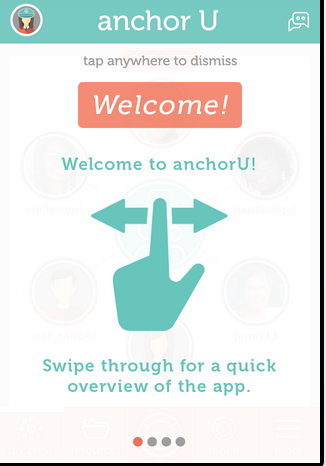 anchor U
tap anywhere to dismiss
Welcome!
Welcome to anchorU!
Swipe through for a quick
overview of the app.